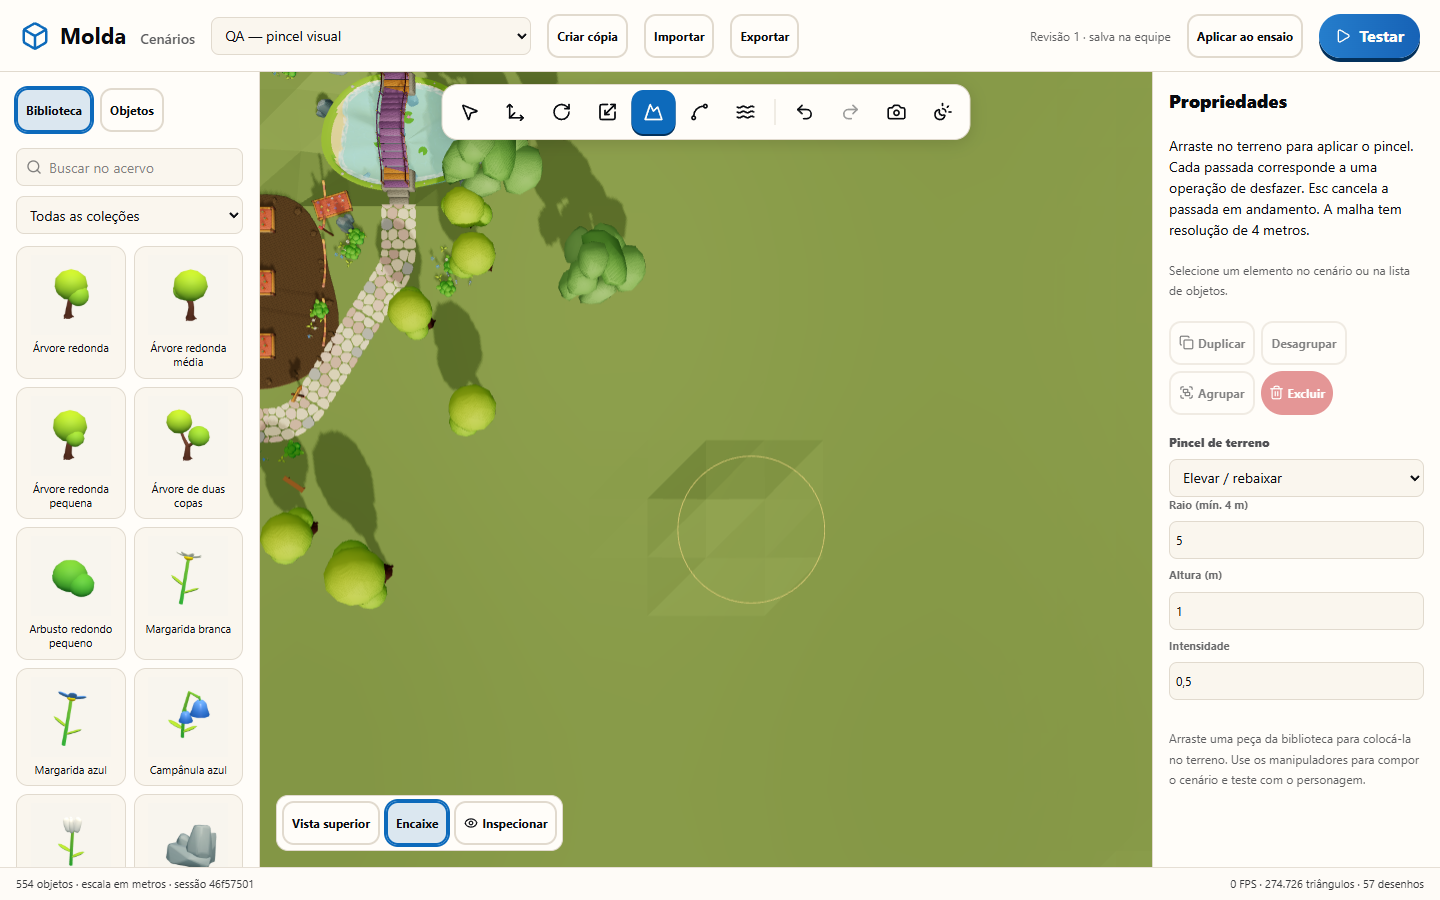 Molda Cenários
QA — pincel visual
Criar cópia
Importar
Exportar
Revisão 1 · salva na equipe
Aplicar ao ensaio
Testar
Biblioteca
Objetos
Buscar no acervo
Todas as coleções
Árvore redonda
Árvore redonda
média
Árvore redonda
pequena
Árvore de duas
copas
Arbusto redondo
pequeno
Margarida branca
Margarida azul
Campânula azul
Vista superior
Encaixe
Inspecionar
Propriedades
Arraste no terreno para aplicar o pincel.
Cada passada corresponde a uma
operação de desfazer. Esc cancela a
passada em andamento. A malha tem
resolução de 4 metros.
Selecione um elemento no cenário ou na lista
de objetos.
Duplicar
Desagrupar
Agrupar
Excluir
Pincel de terreno
Elevar / rebaixar
Raio (mín. 4 m)
5
Altura (m)
1
Intensidade
0,5
Arraste uma peça da biblioteca para colocá-la
no terreno. Use os manipuladores para compor
o cenário e teste com o personagem.
554 objetos · escala em metros · sessão 46f57501
0 FPS · 274.726 triângulos · 57 desenhos